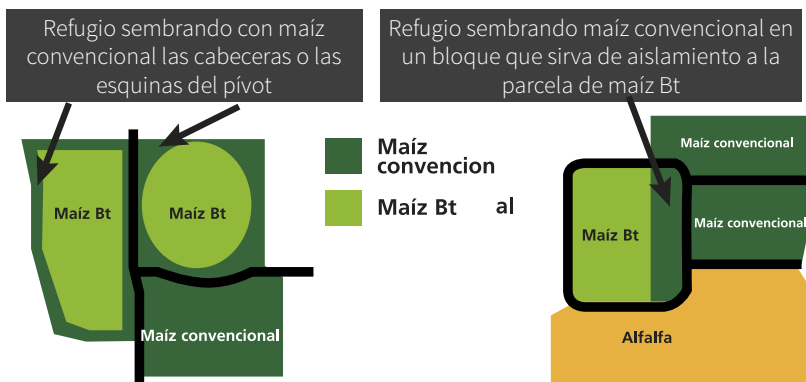 Refugio sembrando con maíz
convencional las cabeceras o las
esquinas del pívot
Refugio sembrando maíz convencional en
un bloque que sirva de aislamiento a la
parcela de maíz Bt
Maíz Bt
Maíz Bt
Maíz convencional
Maíz
convencion
Maíz Bt al
Maíz convencional
Maíz convencional
Maíz Bt
Alfalfa